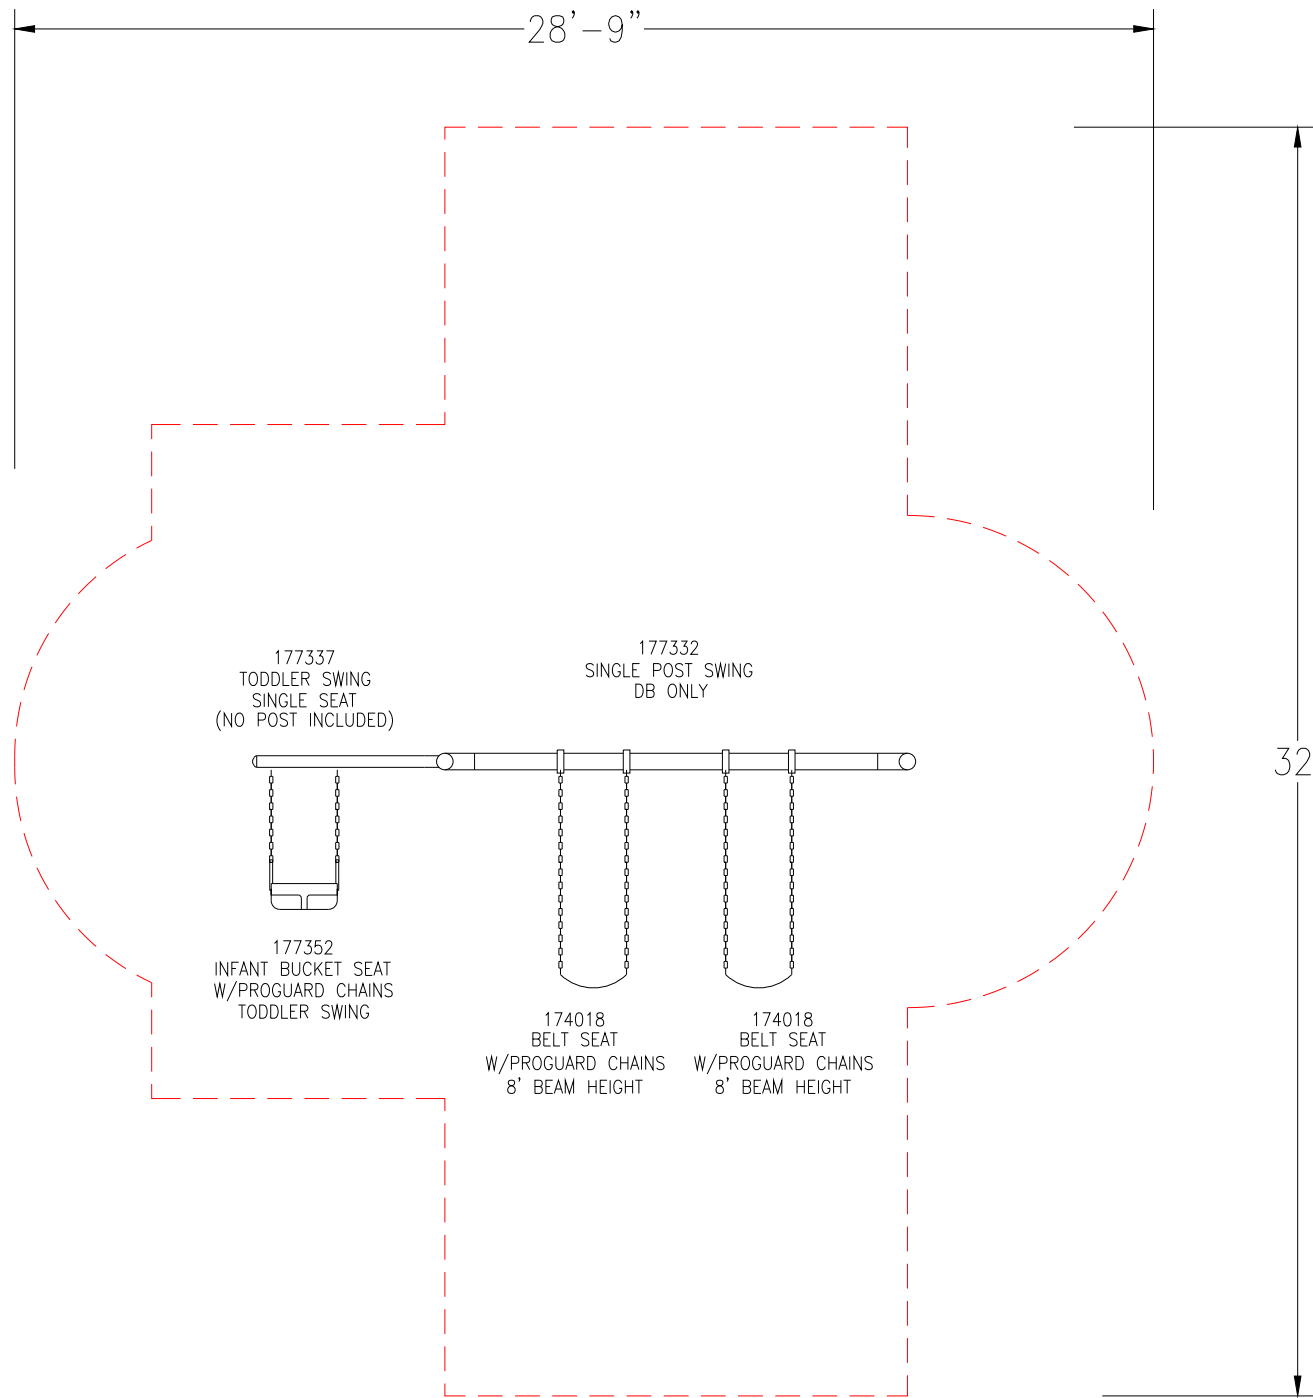 28'-9"
177337
TODDLER SWING
SINGLE SEAT
(NO POST INCLUDED)
177332
SINGLE POST SWING
DB ONLY
32
177352
INFANT BUCKET SEAT
W/PROGUARD CHAINS
TODDLER SWING
174018
BELT SEAT
W/PROGUARD CHAINS
8' BEAM HEIGHT
174018
BELT SEAT
W/PROGUARD CHAINS
8' BEAM HEIGHT